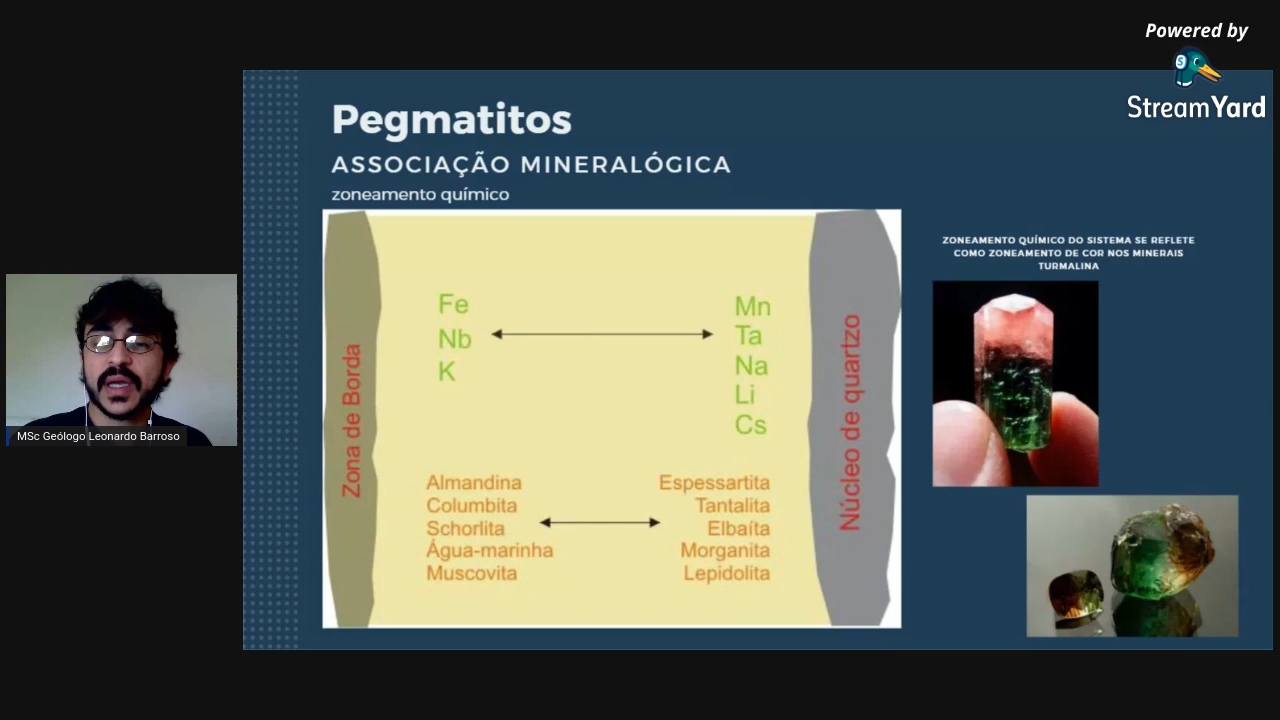 Powered by
StreamYard
Pegmatitos
ASSOCIAÇÃO MINERALÓGICA
zoneamento químico
ZONEAMENTO QUÍMICO DO SISTEMA SE REFLETE
COMO ZONEAMENTO DE COR NOS MINERAIS
TURMALINA
Zona de Borda
Fe
Nb
K
Mn
Ta
Na
Li
Cs
Núcleo de quartzo
Almandina
Columbita
Schorlita
Água-marinha
Muscovita
Espessartita
Tantalita
Elbaíta
Morganita
Lepidolita
MSc Geólogo Leonardo Barroso